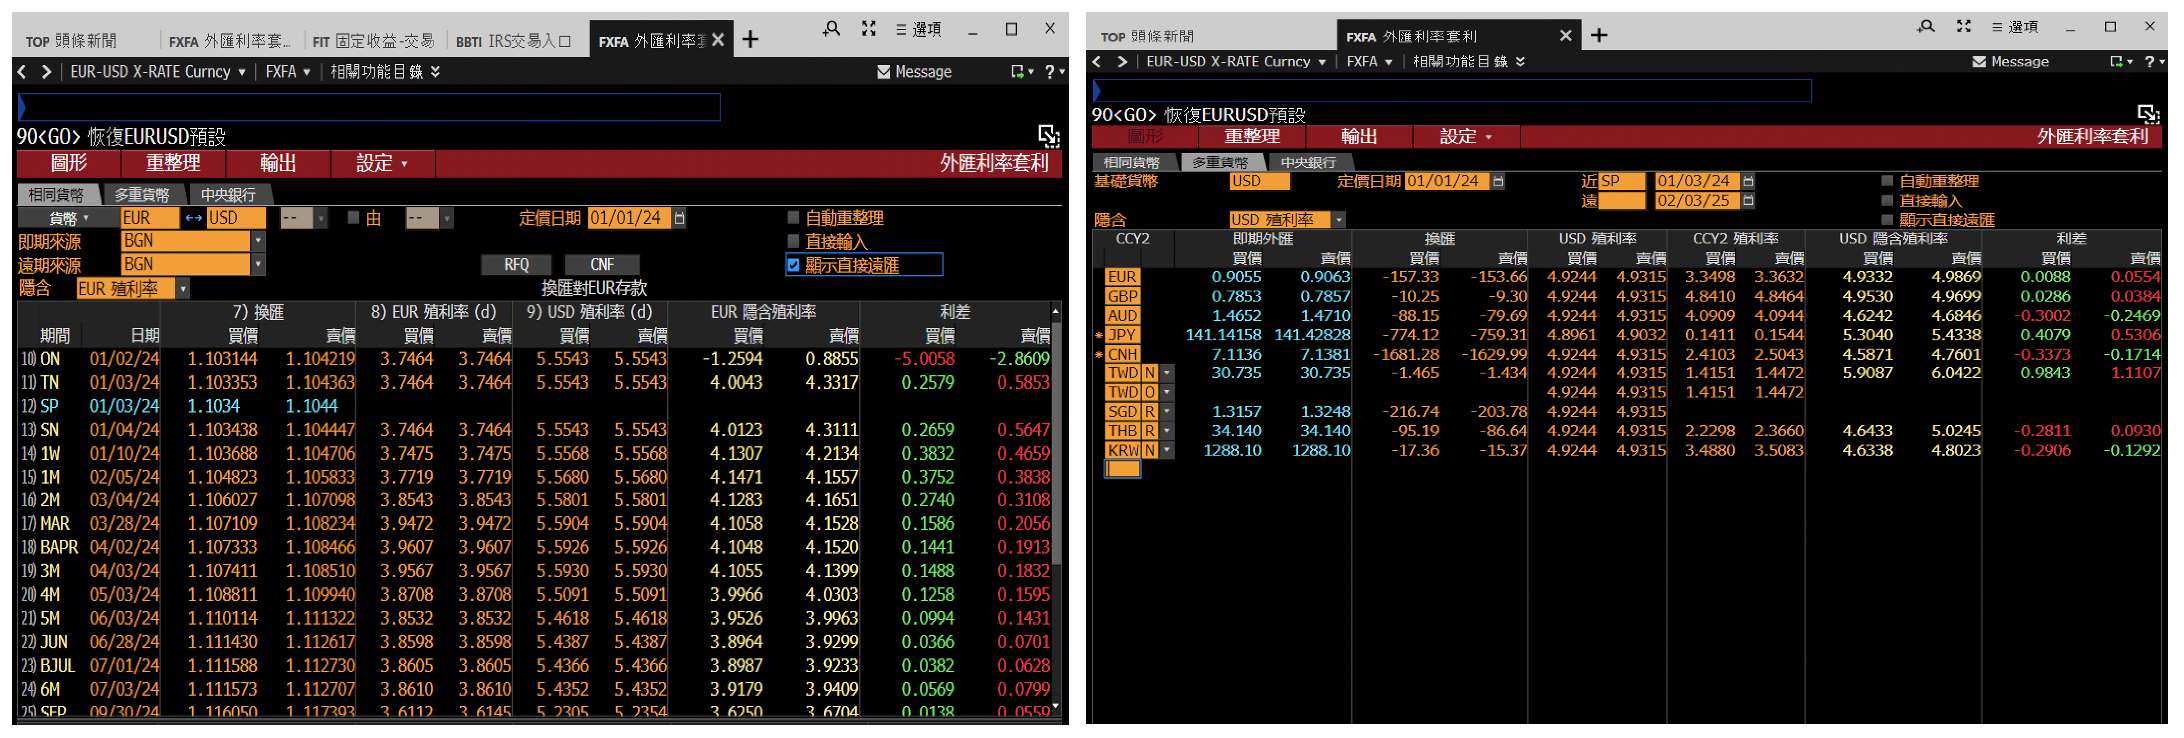 TOP 頭條新聞 FXFA 外匯利率套... FIT 固定收益-交易 BBTI IRS交易入口 FXFA 外匯利率套 × + 選項
EUR-USD X-RATE Curncy FXFA 相關功能目錄 Message ?
90<GO> 恢復EURUSD預設
圖形 重整理 輸出 設定 外匯利率套利
相同貨幣 多重貨幣 中央銀行
貨幣 EUR USD -- 由 -- 定價日期 01/01/24 自動重整理
即期來源 BGN 直接輸入
遠期來源 BGN RFQ CNF 顯示直接遠匯
隱含 EUR 殖利率 換匯對EUR存款
7) 換匯 8) EUR 殖利率 (d) 9) USD 殖利率 (d) EUR 隱含殖利率 利差
期間 日期 買價 賣價 買價 賣價 買價 賣價 買價 賣價 買價 賣價
10) ON 01/02/24 1.103144 1.104219 3.7464 3.7464 5.5543 5.5543 -1.2594 0.8855 -5.0058 -2.8609
11) TN 01/03/24 1.103353 1.104363 3.7464 3.7464 5.5543 5.5543 4.0043 4.3317 0.2579 0.5853
12) SP 01/03/24 1.1034 1.1044
13) SN 01/04/24 1.103438 1.104447 3.7464 3.7464 5.5543 5.5543 4.0123 4.3111 0.2659 0.5647
14) 1W 01/10/24 1.103688 1.104706 3.7475 3.7475 5.5568 5.5568 4.1307 4.2134 0.3832 0.4659
15) 1M 02/05/24 1.104823 1.105833 3.7719 3.7719 5.5680 5.5680 4.1471 4.1557 0.3752 0.3838
16) 2M 03/04/24 1.106027 1.107098 3.8543 3.8543 5.5801 5.5801 4.1283 4.1651 0.2740 0.3108
17) MAR 03/28/24 1.107109 1.108234 3.9472 3.9472 5.5904 5.5904 4.1058 4.1528 0.1586 0.2056
18) BAPR 04/02/24 1.107333 1.108466 3.9607 3.9607 5.5926 5.5926 4.1048 4.1520 0.1441 0.1913
19) 3M 04/03/24 1.107411 1.108510 3.9567 3.9567 5.5930 5.5930 4.1055 4.1399 0.1488 0.1832
20) 4M 05/03/24 1.108811 1.109940 3.8708 3.8708 5.5091 5.5091 3.9966 4.0303 0.1258 0.1595
21) 5M 06/03/24 1.110114 1.111322 3.8532 3.8532 5.4618 5.4618 3.9526 3.9963 0.0994 0.1431
22) JUN 06/28/24 1.111430 1.112617 3.8598 3.8598 5.4387 5.4387 3.8964 3.9299 0.0366 0.0701
23) BJUL 07/01/24 1.111588 1.112730 3.8605 3.8605 5.4366 5.4366 3.8987 3.9233 0.0382 0.0628
24) 6M 07/03/24 1.111573 1.112707 3.8610 3.8610 5.4352 5.4352 3.9179 3.9409 0.0569 0.0799
25) SEP 09/30/24 1.116050 1.117393 3.6112 3.6145 5.2305 5.2354 3.6250 3.6704 0.0138 0.0559
TOP 頭條新聞 FXFA 外匯利率套利 × + 選項
EUR-USD X-RATE Curncy FXFA 相關功能目錄 Message ?
90<GO> 恢復EURUSD預設
圖形 重整理 輸出 設定 外匯利率套利
相同貨幣 多重貨幣 中央銀行
基礎貨幣 USD 定價日期 01/01/24 近 SP 01/03/24 自動重整理
遠 02/03/25 直接輸入
隱含 USD 殖利率 顯示直接遠匯
CCY2 即期外匯 換匯 USD 殖利率 CCY2 殖利率 USD 隱含殖利率 利差
買價 賣價 買價 賣價 買價 賣價 買價 賣價 買價 賣價 買價 賣價
EUR 0.9055 0.9063 -157.33 -153.66 4.9244 4.9315 3.3498 3.3632 4.9332 4.9869 0.0088 0.0554
GBP 0.7853 0.7857 -10.25 -9.30 4.9244 4.9315 4.8410 4.8464 4.9530 4.9699 0.0286 0.0384
AUD 1.4652 1.4710 -88.15 -79.69 4.9244 4.9315 4.0909 4.0944 4.6242 4.6846 -0.3002 -0.2469
* JPY 141.14158 141.42828 -774.12 -759.31 4.8961 4.9032 0.1411 0.1544 5.3040 5.4338 0.4079 0.5306
* CNH 7.1136 7.1381 -1681.28 -1629.99 4.9244 4.9315 2.4103 2.5043 4.5871 4.7601 -0.3373 -0.1714
TWD N 30.735 30.735 -1.465 -1.434 4.9244 4.9315 1.4151 1.4472 5.9087 6.0422 0.9843 1.1107
TWD O 4.9244 4.9315 1.4151 1.4472
SGD R 1.3157 1.3248 -216.74 -203.78 4.9244 4.9315
THB R 34.140 34.140 -95.19 -86.64 4.9244 4.9315 2.2298 2.3660 4.6433 5.0245 -0.2811 0.0930
KRW N 1288.10 1288.10 -17.36 -15.37 4.9244 4.9315 3.4880 3.5083 4.6338 4.8023 -0.2906 -0.1292